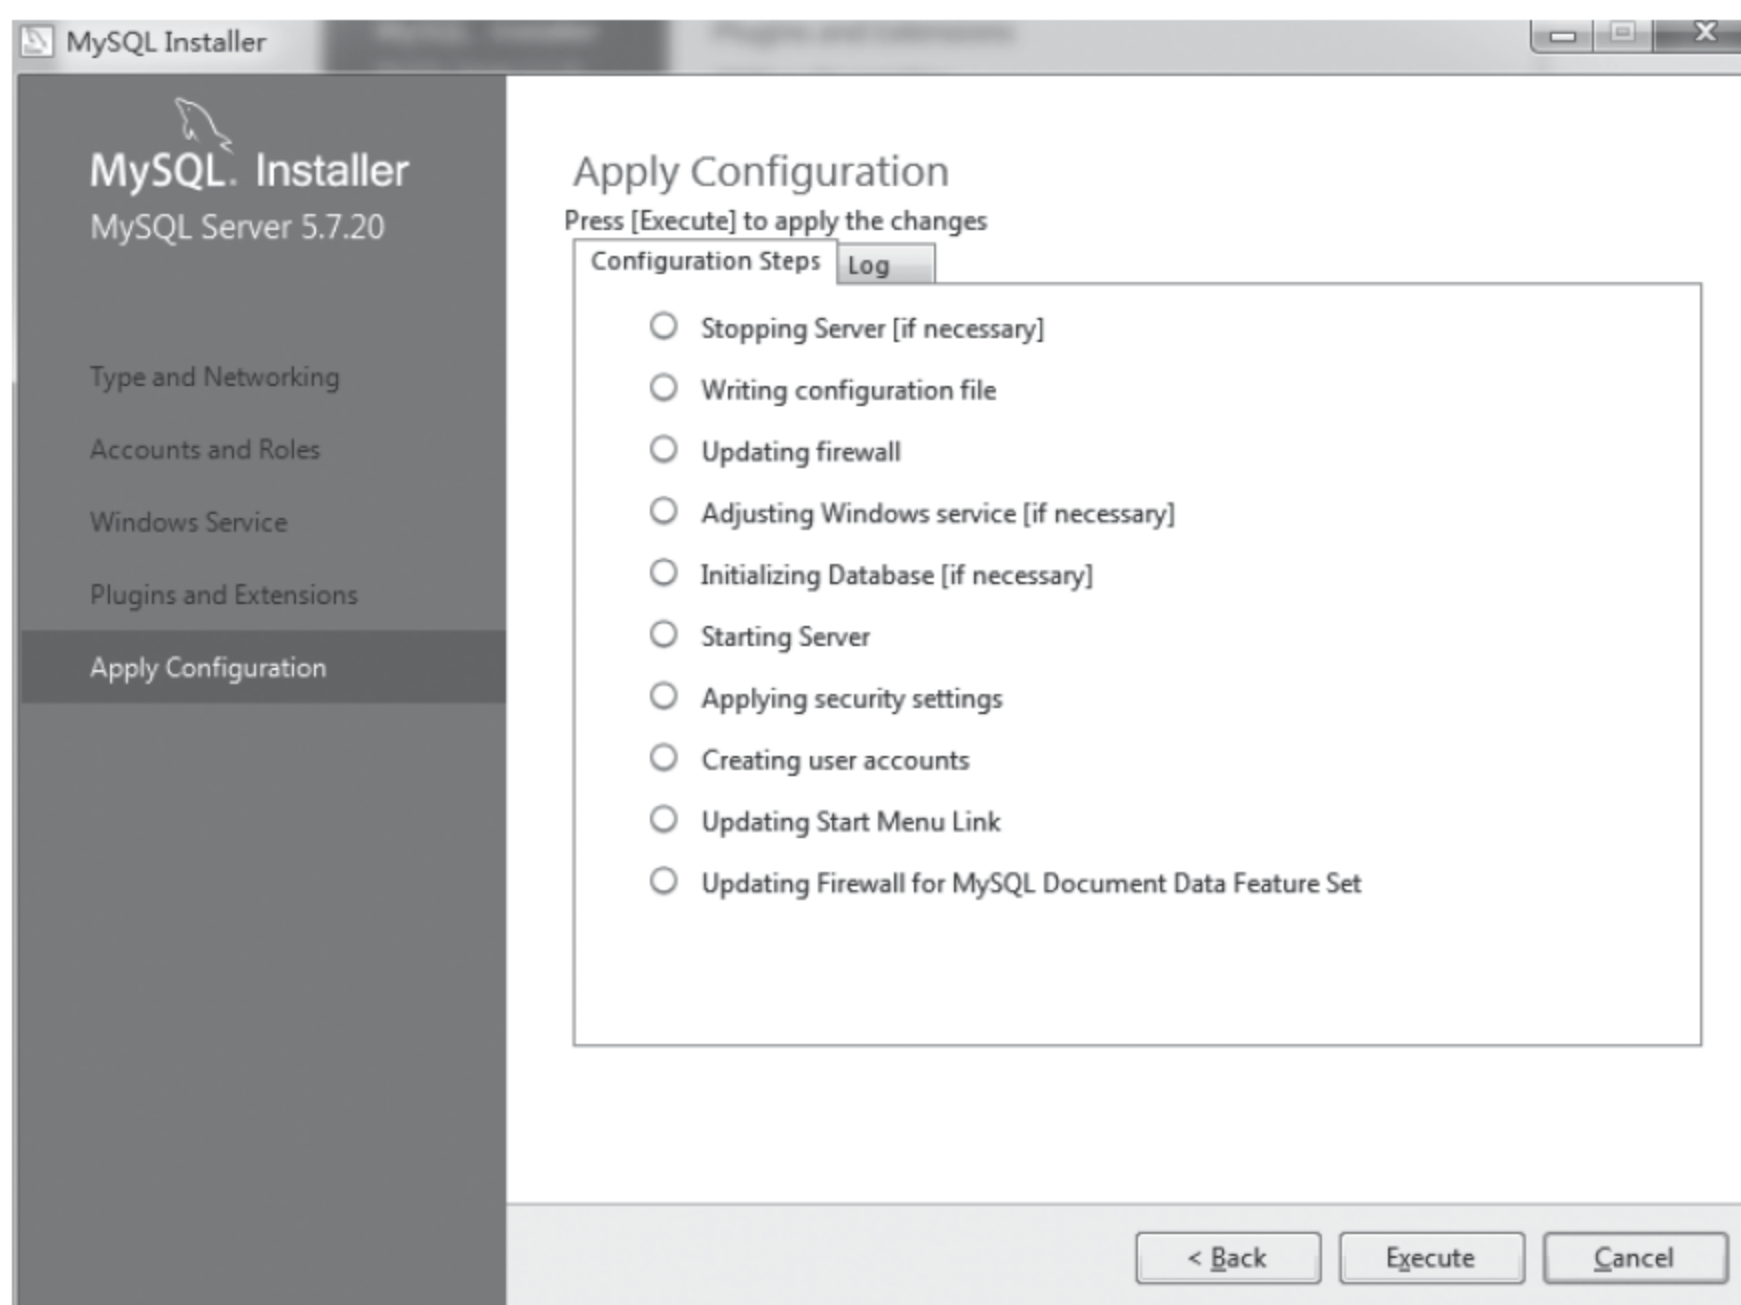 MySQL Installer
MySQL. Installer
MySQL Server 5.7.20
Type and Networking
Accounts and Roles
Windows Service
Plugins and Extensions
Apply Configuration
Apply Configuration
Press [Execute] to apply the changes
Configuration Steps
Log
Stopping Server [if necessary]
Writing configuration file
Updating firewall
Adjusting Windows service [if necessary]
Initializing Database [if necessary]
Starting Server
Applying security settings
Creating user accounts
Updating Start Menu Link
Updating Firewall for MySQL Document Data Feature Set
< Back
Execute
Cancel